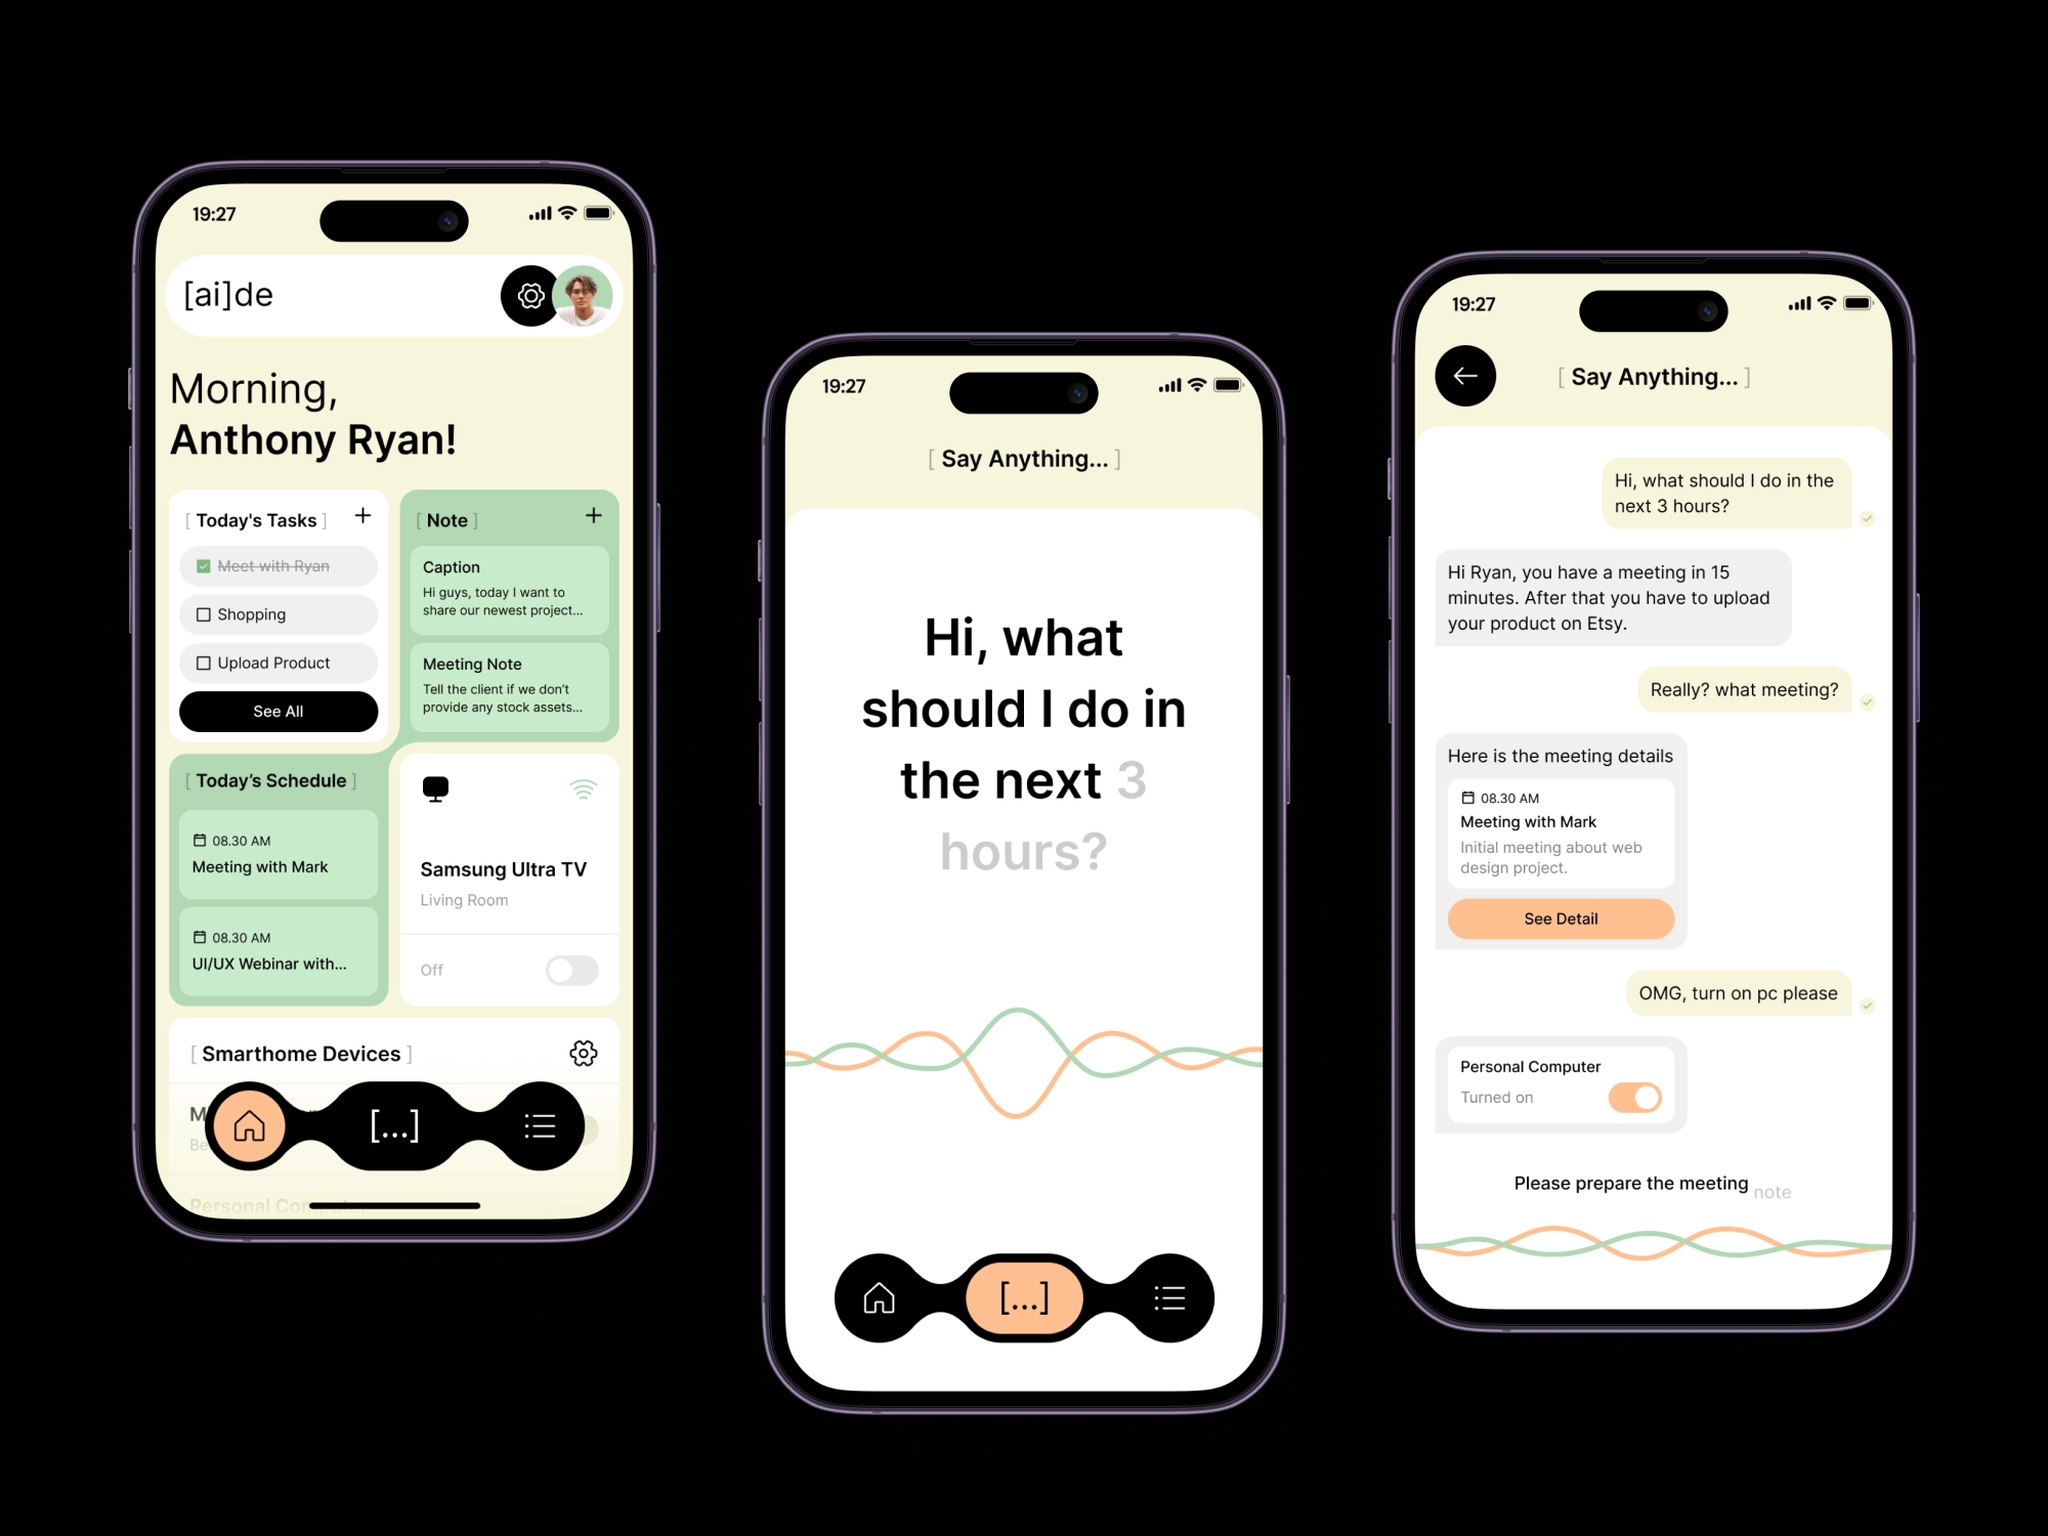 19:27
[ai]de
Morning,
Anthony Ryan!
[ Today's Tasks ] +
Meet with Ryan
Shopping
Upload Product
See All
[ Note ] +
Caption
Hi guys, today I want to
share our newest project...
Meeting Note
Tell the client if we don't
provide any stock assets...
[ Today's Schedule ]
08.30 AM
Meeting with Mark
08.30 AM
UI/UX Webinar with...
Samsung Ultra TV
Living Room
Off
[ Smarthome Devices ]
[...]
19:27
[ Say Anything... ]
Hi, what
should I do in
the next 3
hours?
[...]
19:27
[ Say Anything... ]
Hi, what should I do in the
next 3 hours?
Hi Ryan, you have a meeting in 15
minutes. After that you have to upload
your product on Etsy.
Really? what meeting?
Here is the meeting details
08.30 AM
Meeting with Mark
Initial meeting about web
design project.
See Detail
OMG, turn on pc please
Personal Computer
Turned on
Please prepare the meeting note